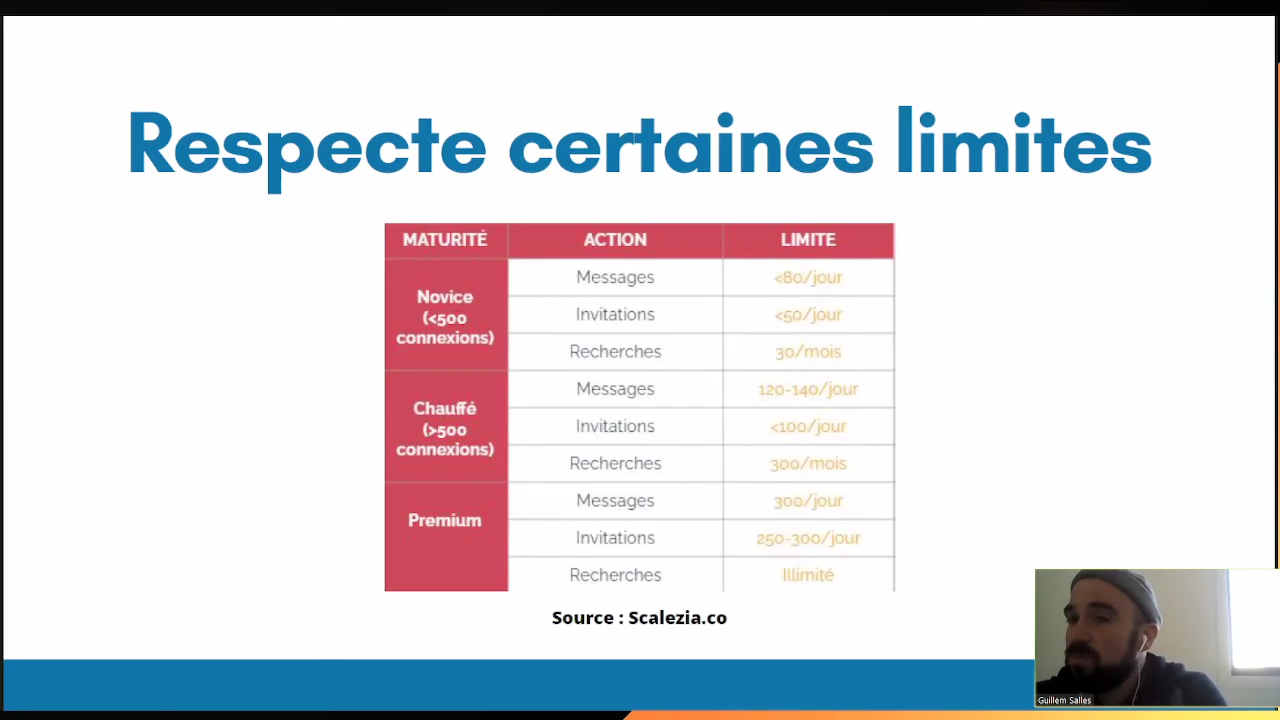 Respecte certaines limites
MATURITÉ ACTION LIMITE
Novice (<500 connexions)
Messages <80/jour
Invitations <50/jour
Recherches 30/mois
Chauffé (>500 connexions)
Messages 120-140/jour
Invitations <100/jour
Recherches 300/mois
Premium
Messages 300/jour
Invitations 250-300/jour
Recherches Illimité
Source : Scalezia.co
Guillem Salles